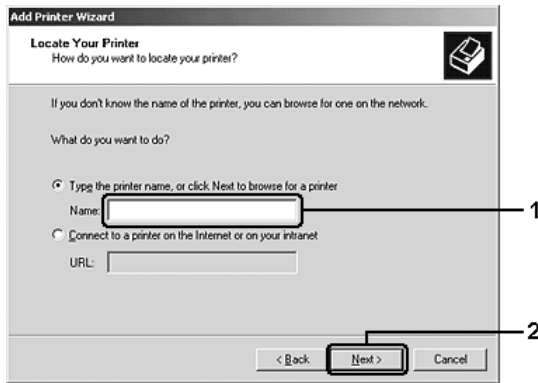 Add Printer Wizard
Locate Your Printer
How do you want to locate your printer?
If you don't know the name of the printer, you can browse for one on the network.
What do you want to do?
Type the printer name, or click Next to browse for a printer
Name:
1
Connect to a printer on the Internet or on your intranet
URL:
2
< Back
Next >
Cancel